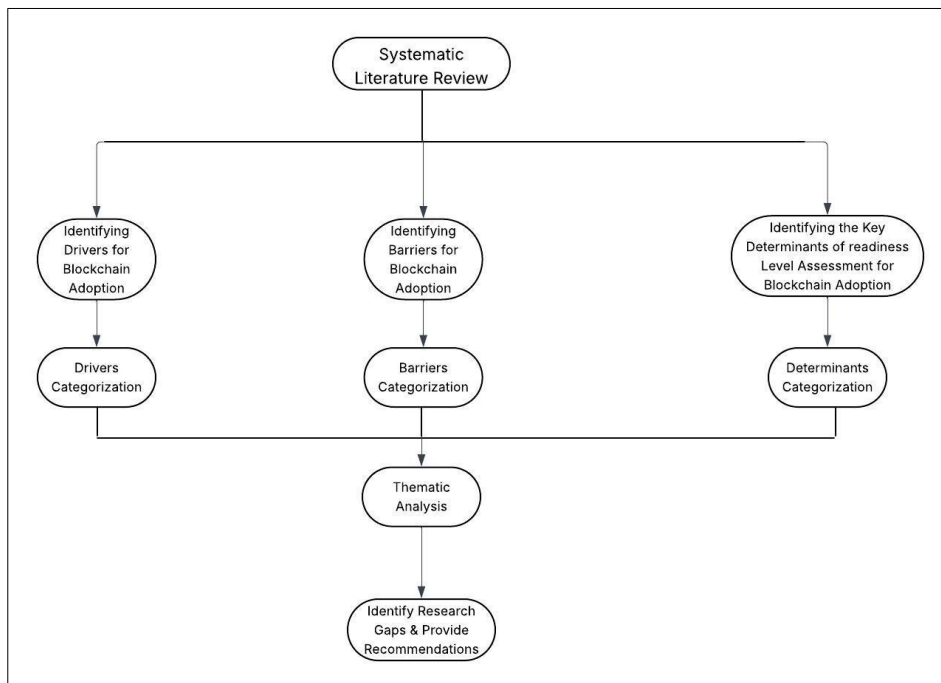 Systematic
Literature Review
Identifying
Drivers for
Blockchain
Adoption
Identifying
Barriers for
Blockchain
Adoption
Identifying the Key
Determinants of readiness
Level Assessment for
Blockchain Adoption
Drivers
Categorization
Barriers
Categorization
Determinants
Categorization
Thematic
Analysis
Identify Research
Gaps & Provide
Recommendations